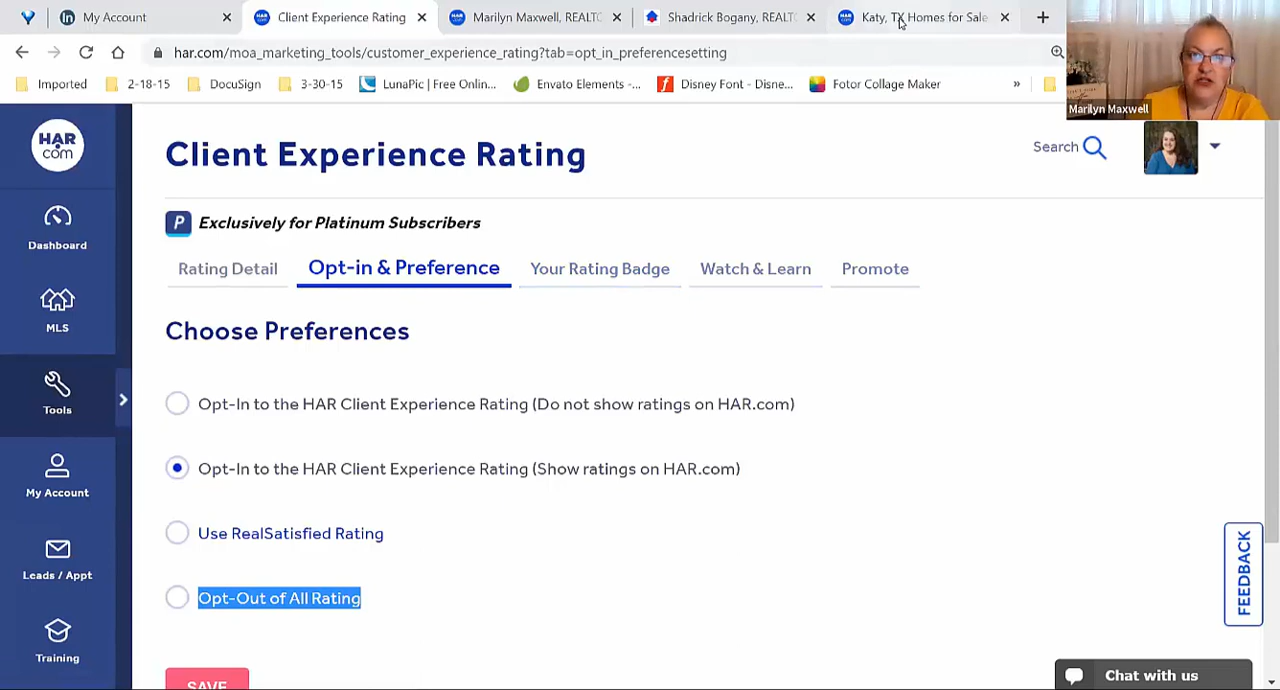 My Account
Client Experience Rating
Marilyn Maxwell, REALTO
Shadrick Bogany, REALT
Katy, TX Homes for Sale
har.com/moa_marketing_tools/customer_experience_rating?tab=opt_in_preferencesetting
Imported
2-18-15
DocuSign
3-30-15
LunaPic | Free Onlin...
Envato Elements -...
Disney Font - Disne...
Fotor Collage Maker
»
Marilyn Maxwell
HAR
com
Client Experience Rating
Search
P Exclusively for Platinum Subscribers
Rating Detail
Opt-in & Preference
Your Rating Badge
Watch & Learn
Promote
Dashboard
MLS
Tools
My Account
Leads / Appt
Training
Choose Preferences
Opt-In to the HAR Client Experience Rating (Do not show ratings on HAR.com)
Opt-In to the HAR Client Experience Rating (Show ratings on HAR.com)
Use RealSatisfied Rating
Opt-Out of All Rating
SAVE
FEEDBACK
Chat with us